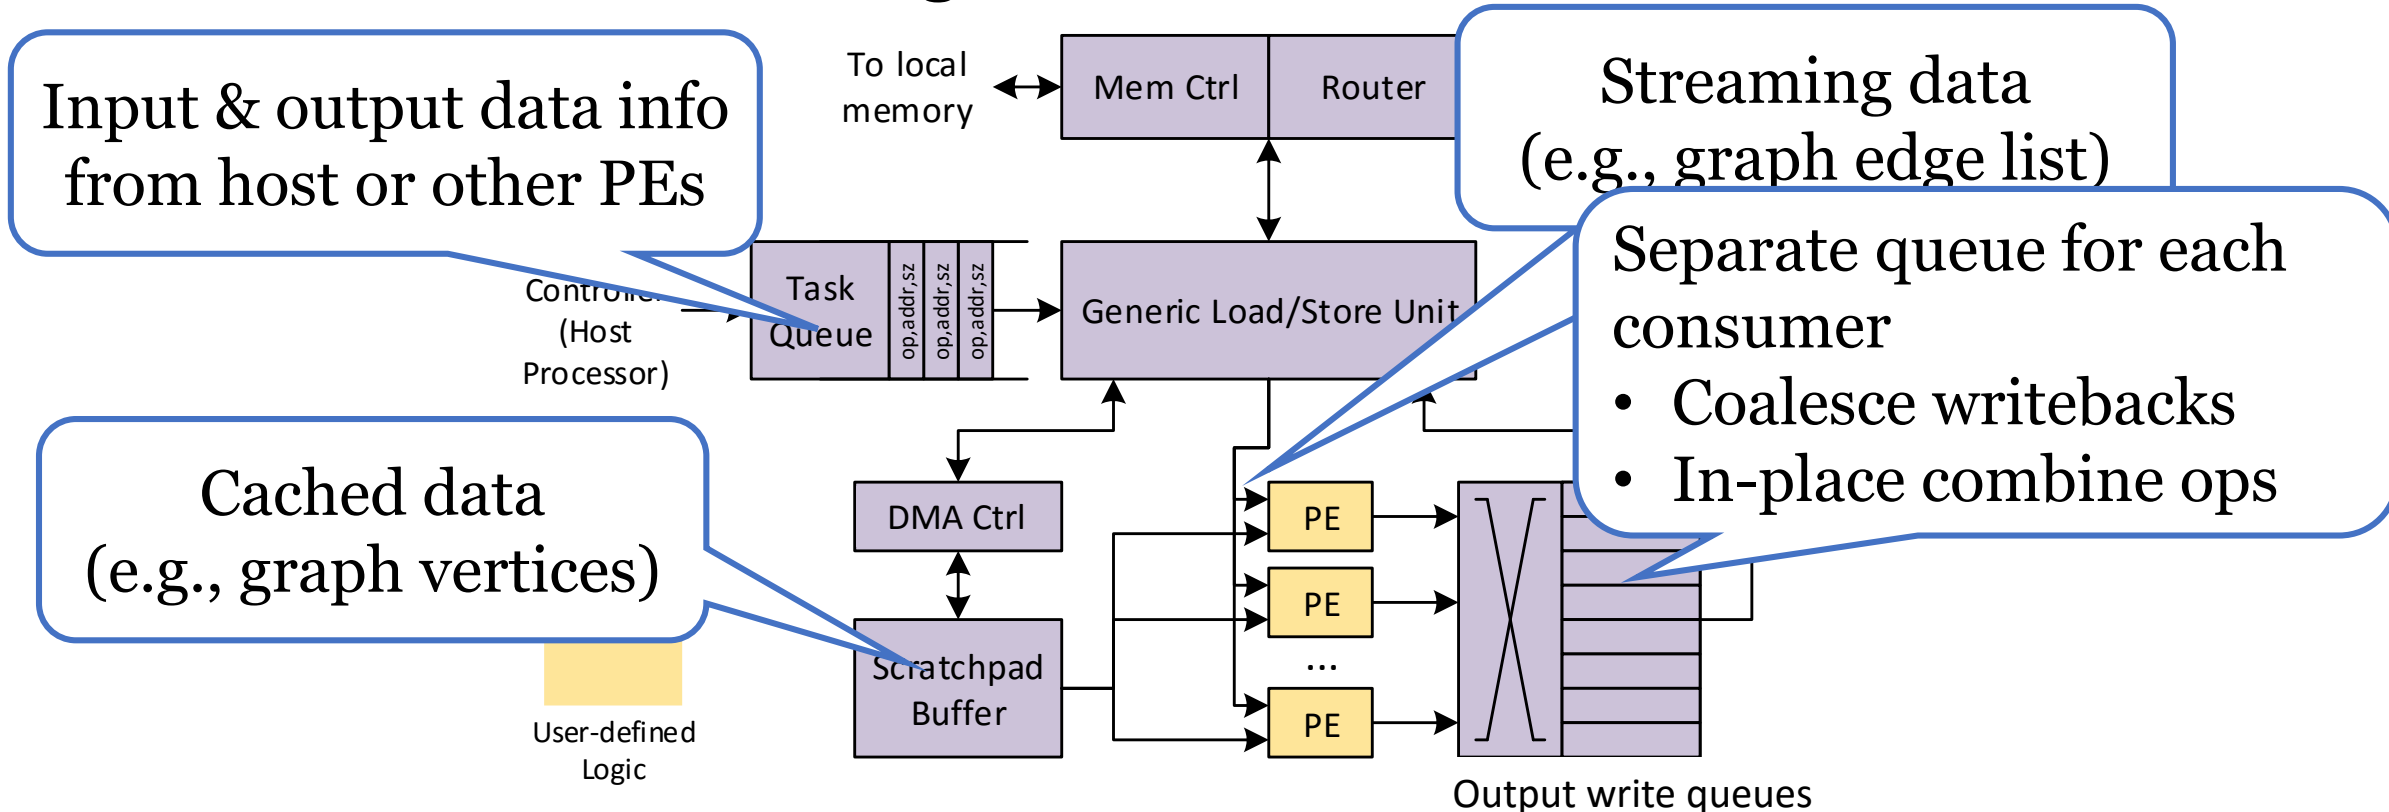 To local
memory
Mem Ctrl
Router
Input & output data info
from host or other PEs
Streaming data
(e.g., graph edge list)
Separate queue for each
consumer
• Coalesce writebacks
• In-place combine ops
Controller
(Host
Processor)
Task
Queue
op,addr,sz
op,addr,sz
op,addr,sz
Generic Load/Store Unit
Cached data
(e.g., graph vertices)
DMA Ctrl
Scratchpad
Buffer
PE
PE
...
PE
User-defined
Logic
Output write queues